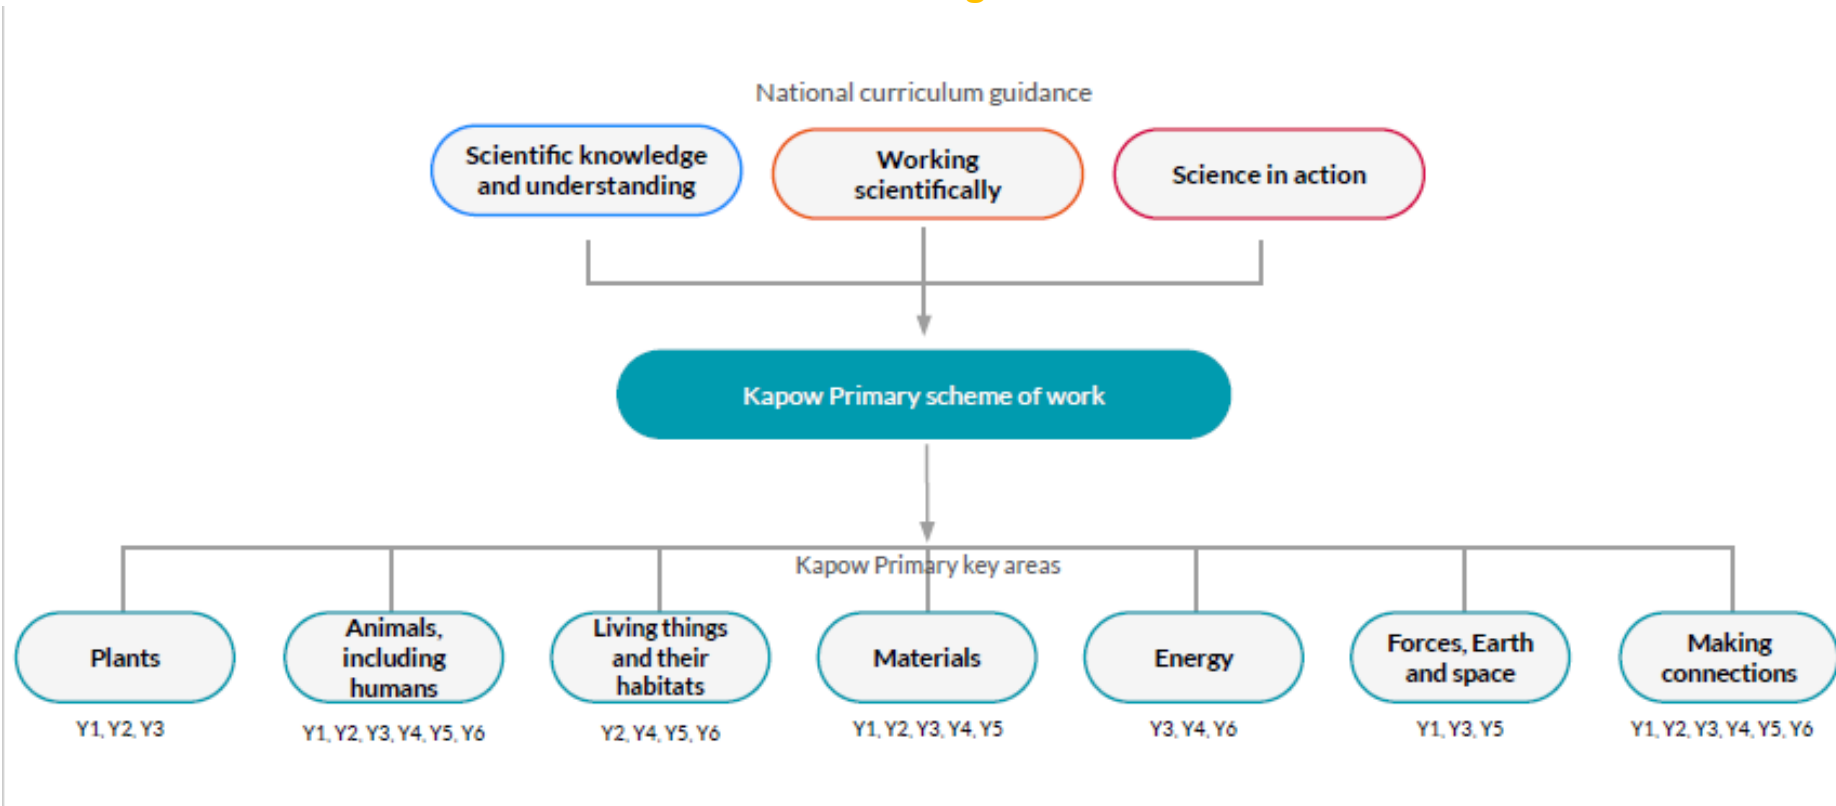 National curriculum guidance
Scientific knowledge
and understanding
Working
scientifically
Science in action
Kapow Primary scheme of work
Kapow Primary key areas
Plants
Animals,
including
humans
Living things
and their
habitats
Materials
Energy
Forces, Earth
and space
Making
connections
Y1, Y2, Y3
Y1, Y2, Y3, Y4, Y5, Y6
Y2, Y4, Y5, Y6
Y1, Y2, Y3, Y4, Y5
Y3, Y4, Y6
Y1, Y3, Y5
Y1, Y2, Y3, Y4, Y5, Y6